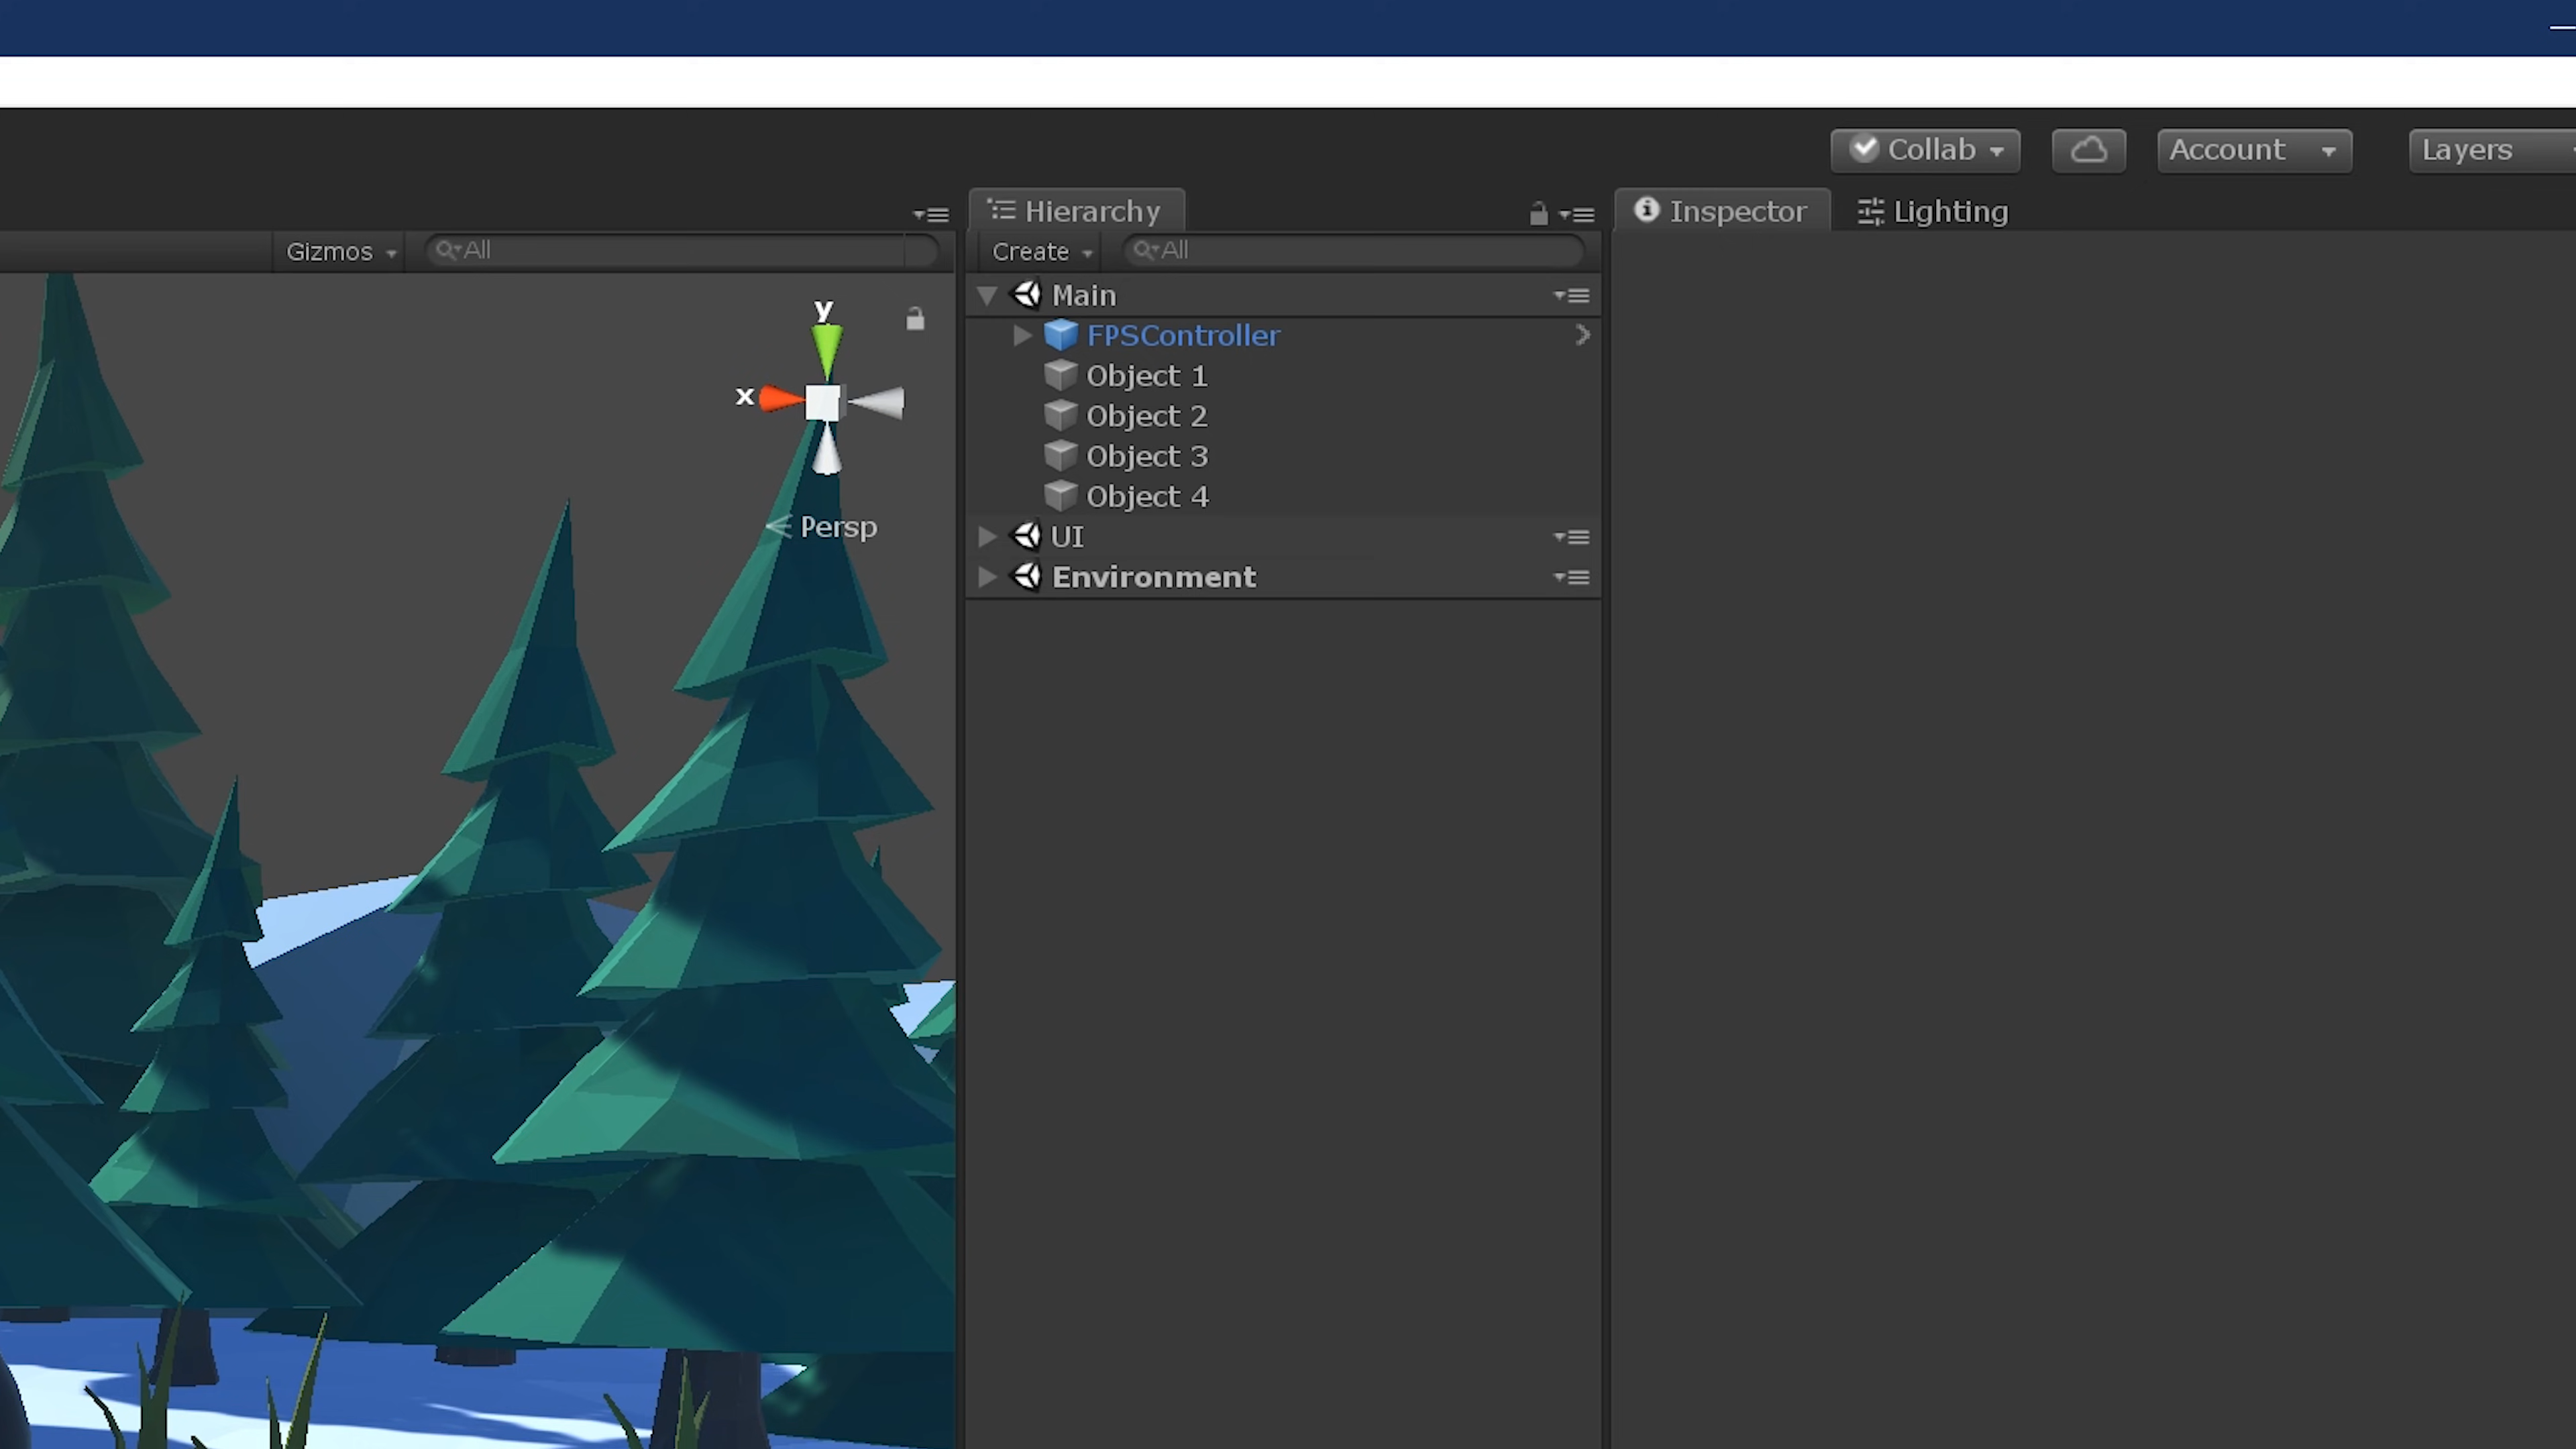 Collab
Account
Layers
Hierarchy
Inspector
Lighting
Gizmos
All
Create
All
Main
FPSController
Object 1
Object 2
Object 3
Object 4
UI
Environment
y
x
Persp